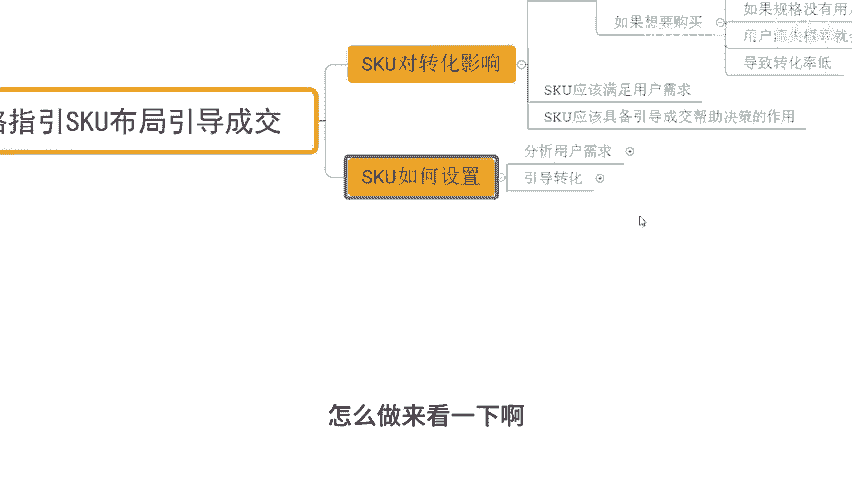 如果规格没有用
如果想要购买
用户
SKU对转化影响
导致转化率低
SKU应该满足用户需求
格指引SKU布局引导成交
SKU应该具备引导成交帮助决策的作用
分析用户需求
SKU如何设置
引导转化
怎么做来看一下啊